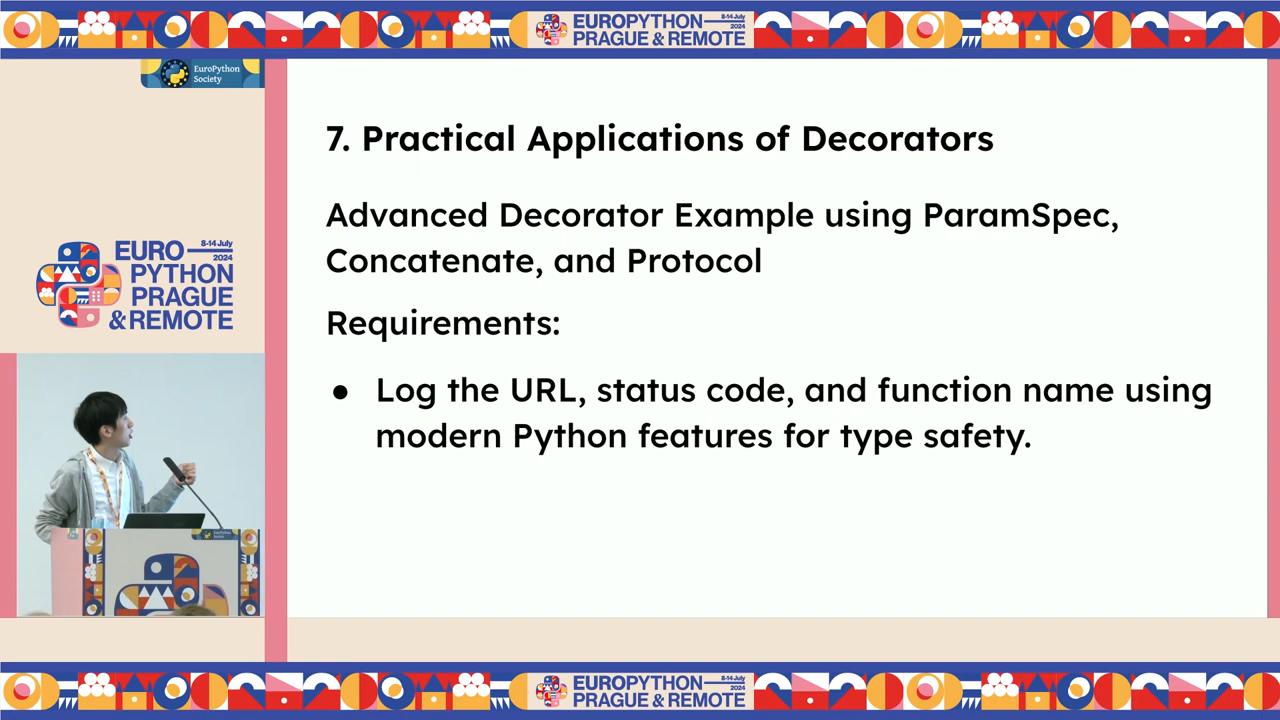 EUROPYTHON
8-14 July
2024
PRAGUE & REMOTE
EuroPython
Society
EURO
8-14 July
2024
PYTHON
PRAGUE
& REMOTE
7. Practical Applications of Decorators
Advanced Decorator Example using ParamSpec,
Concatenate, and Protocol
Requirements:
● Log the URL, status code, and function name using
modern Python features for type safety.
EUROPYTHON
8-14 July
2024
PRAGUE & REMOTE